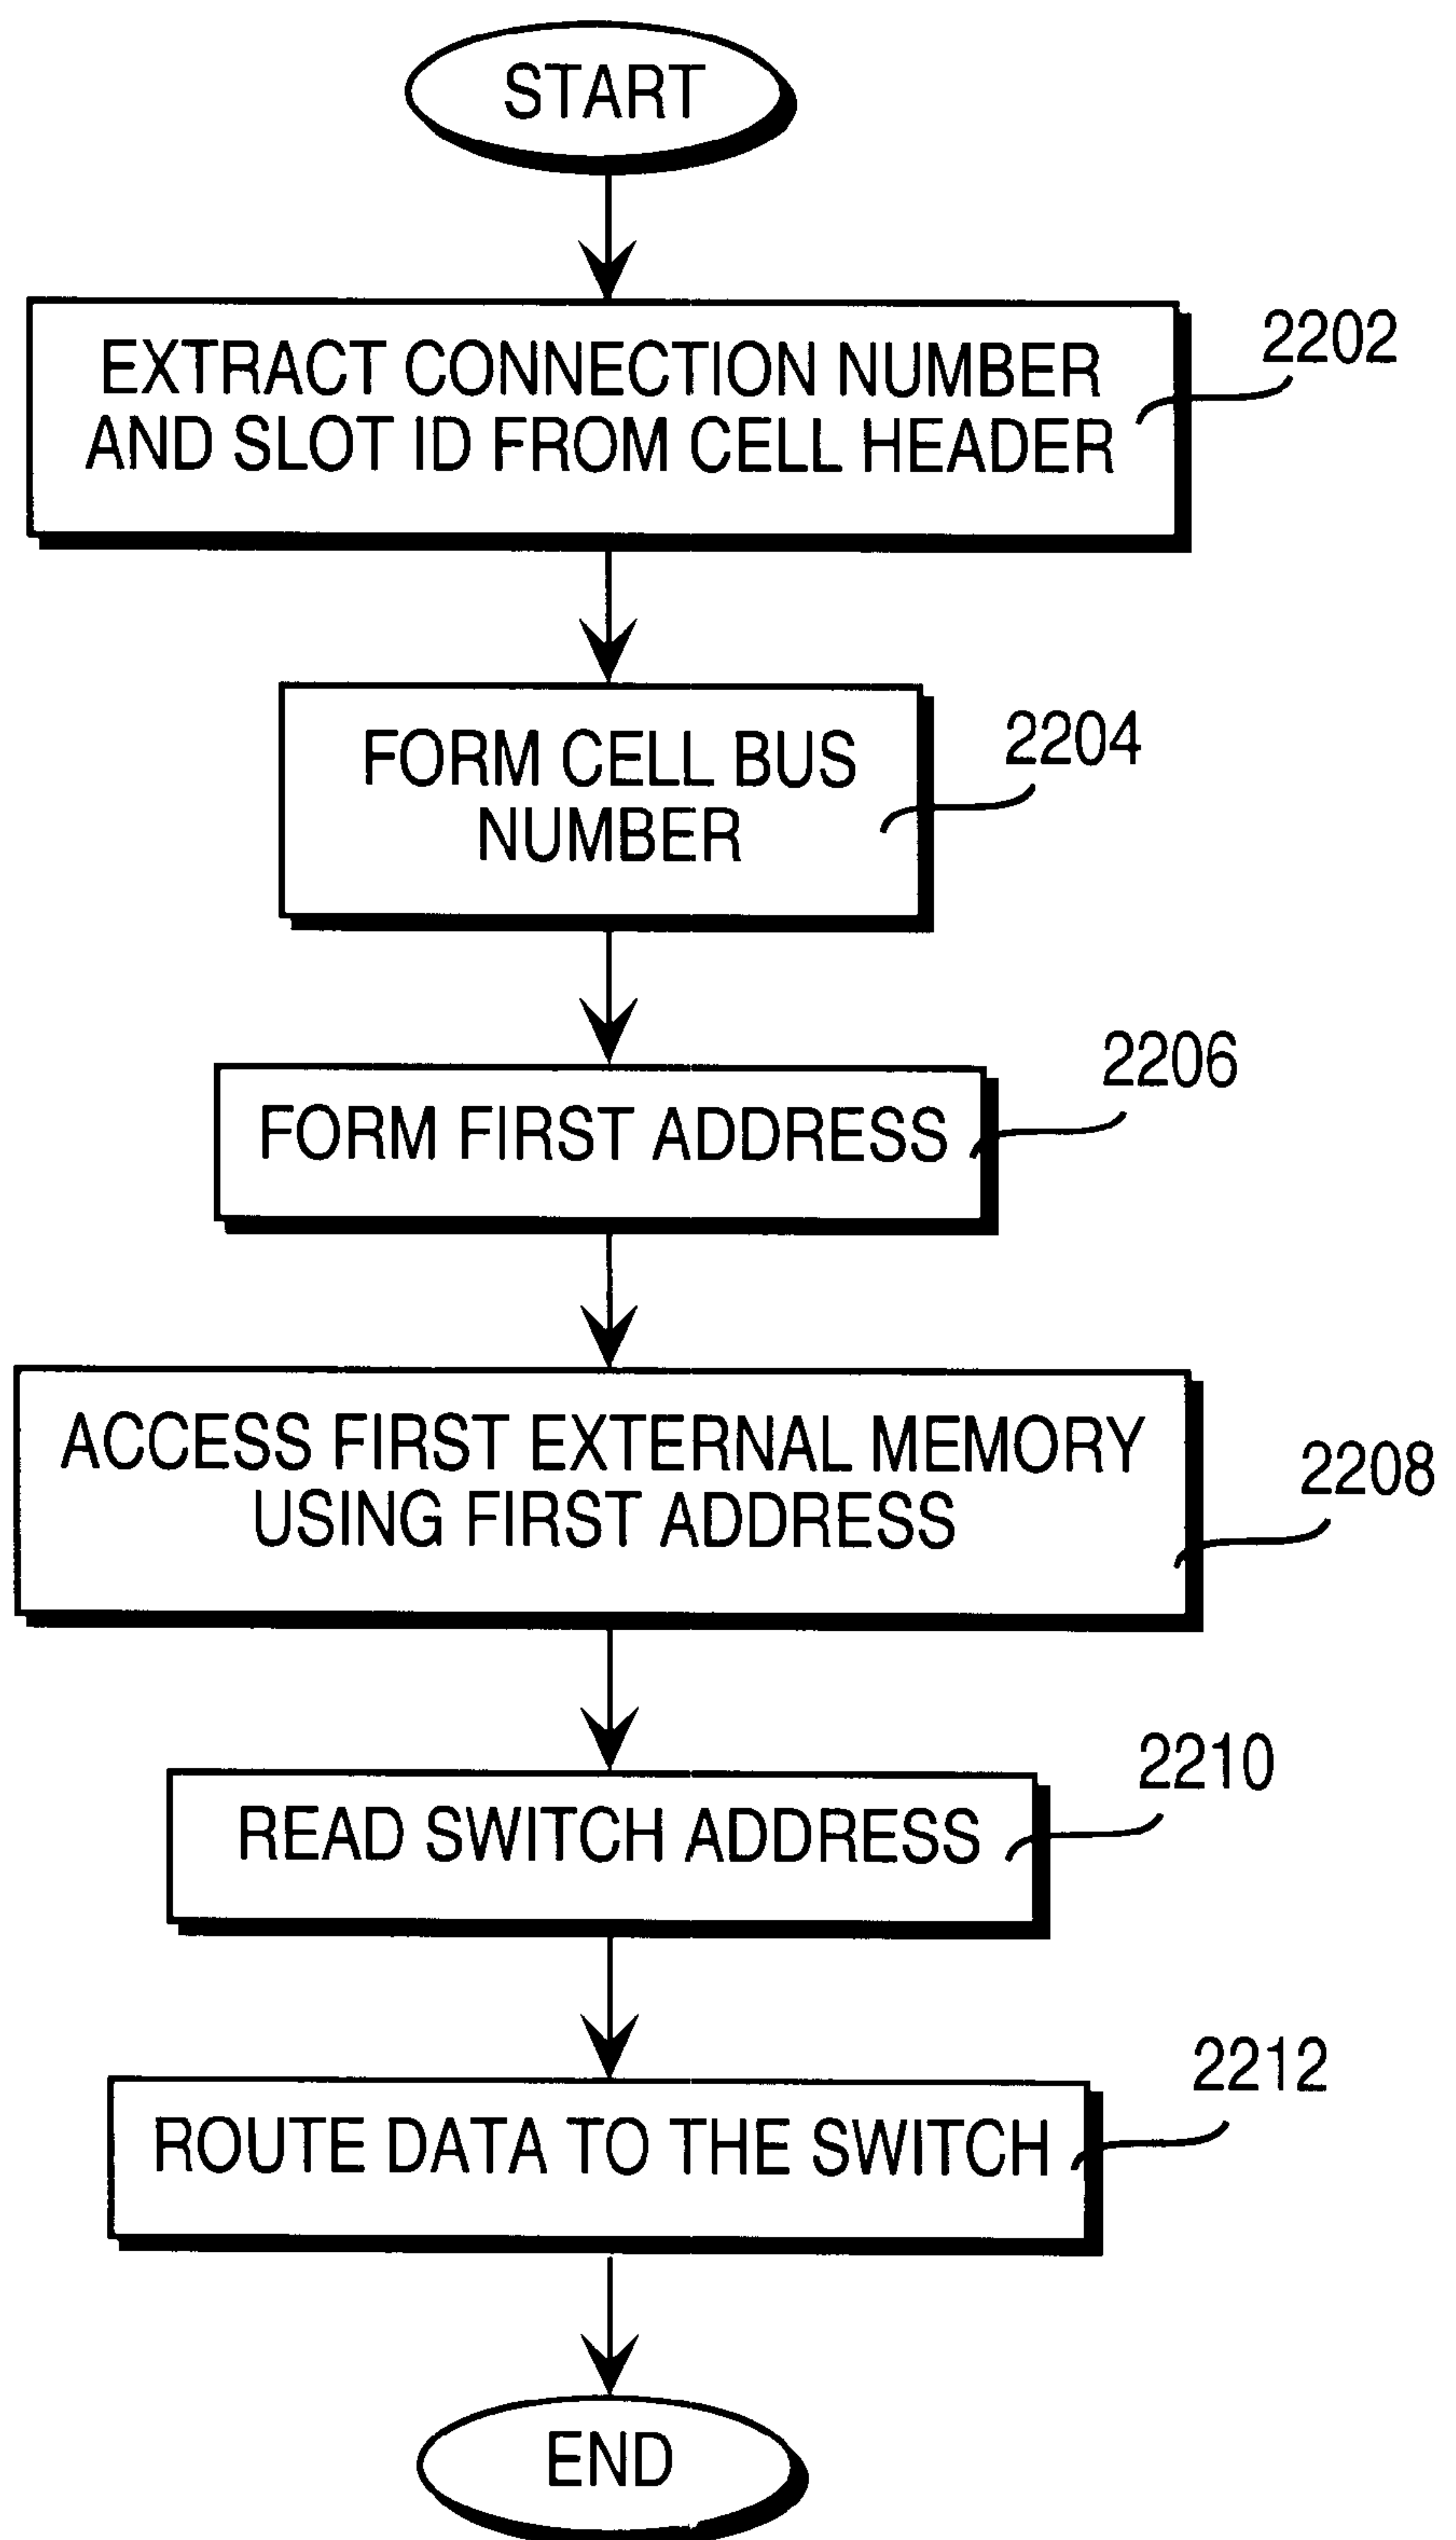 START
EXTRACT CONNECTION NUMBER
AND SLOT ID FROM CELL HEADER
2202
FORM CELL BUS
NUMBER
2204
FORM FIRST ADDRESS
2206
ACCESS FIRST EXTERNAL MEMORY
USING FIRST ADDRESS
2208
READ SWITCH ADDRESS
2210
ROUTE DATA TO THE SWITCH
2212
END